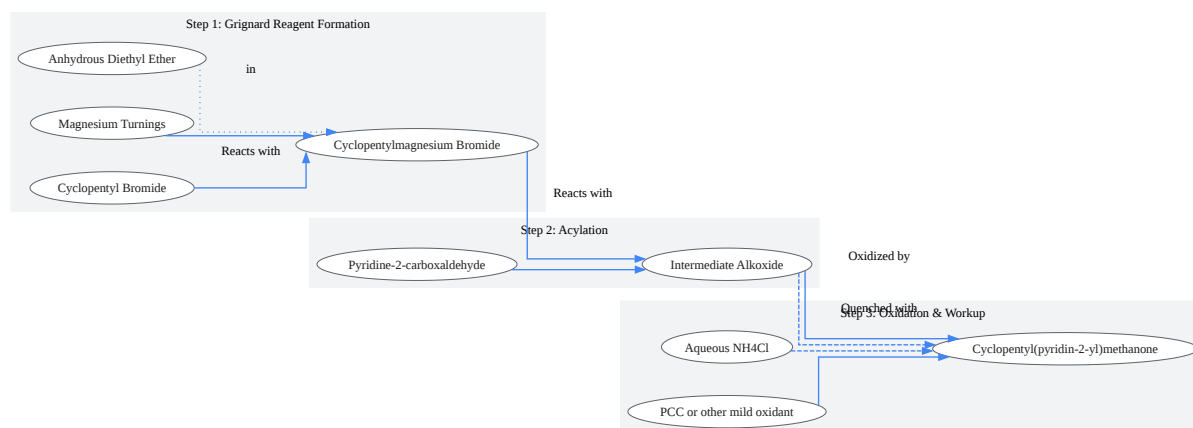 Step 1: Grignard Reagent Formation
Anhydrous Diethyl Ether
in
Magnesium Turnings
Cyclopentylmagnesium Bromide
Reacts with
Cyclopentyl Bromide
Reacts with
Step 2: Acylation
Pyridine-2-carboxaldehyde
Intermediate Alkoxide
Oxidized by
Quenched with
Step 3: Oxidation & Workup
Aqueous NH4Cl
Cyclopentyl(pyridin-2-yl)methanone
PCC or other mild oxidant